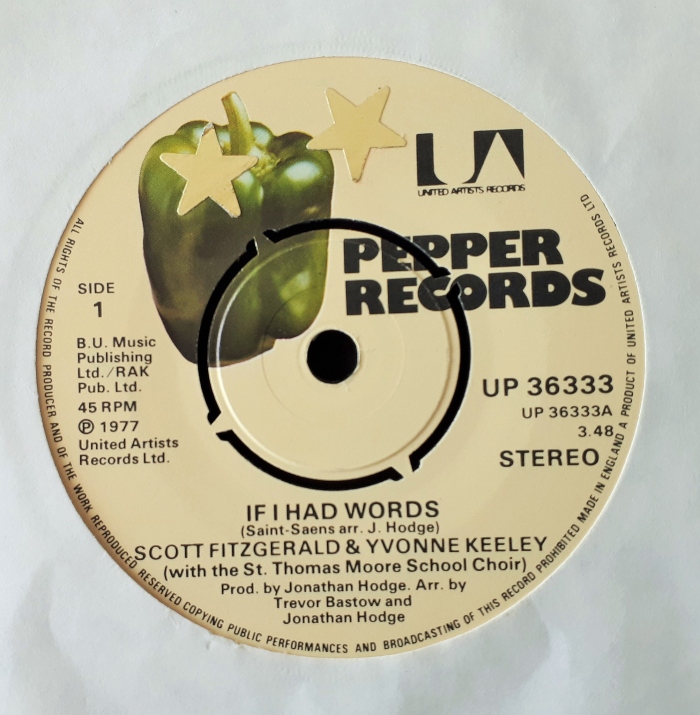 UA
UNITED ARTISTS RECORDS
PEPPER
RECORDS
SIDE
1
B.U. Music
Publishing
Ltd./RAK
Pub. Ltd.
45 RPM
Ⓟ 1977
United Artists
Records Ltd.
UP 36333
UP 36333A
3.48
STEREO
IF I HAD WORDS
(Saint-Saens arr. J. Hodge)
SCOTT FITZGERALD & YVONNE KEELEY
(with the St. Thomas Moore School Choir)
Prod. by Jonathan Hodge. Arr. by
Trevor Bastow and
Jonathan Hodge
ALL RIGHTS OF THE RECORD PRODUCER AND OF THE WORK REPRODUCED RESERVED COPYING PUBLIC PERFORMANCES AND BROADCASTING OF THIS RECORD PROHIBITED MADE IN ENGLAND A PRODUCT OF UNITED ARTISTS RECORDS LTD